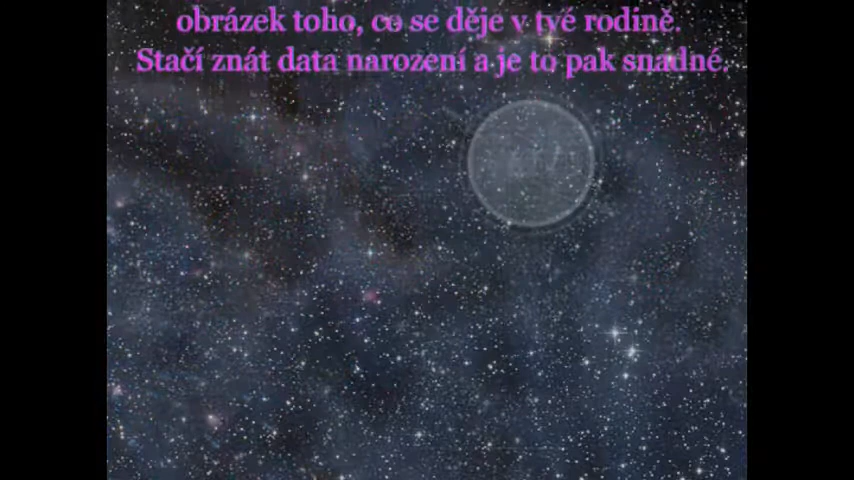 obrázek toho, co se děje v tvé rodině.
Stačí znát data narození a je to pak snadné.